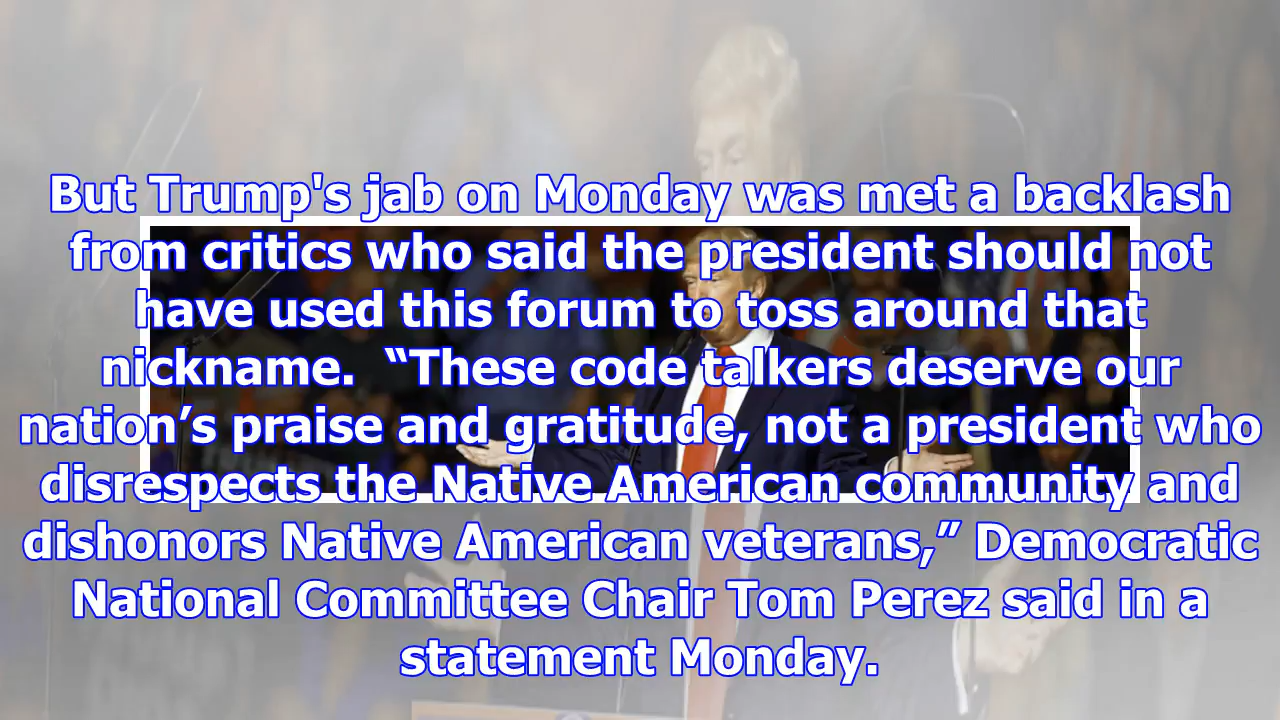 But Trump's jab on Monday was met a backlash
from critics who said the president should not
have used this forum to toss around that
nickname.  “These code talkers deserve our
nation’s praise and gratitude, not a president who
disrespects the Native American community and
dishonors Native American veterans,” Democratic
National Committee Chair Tom Perez said in a
statement Monday.